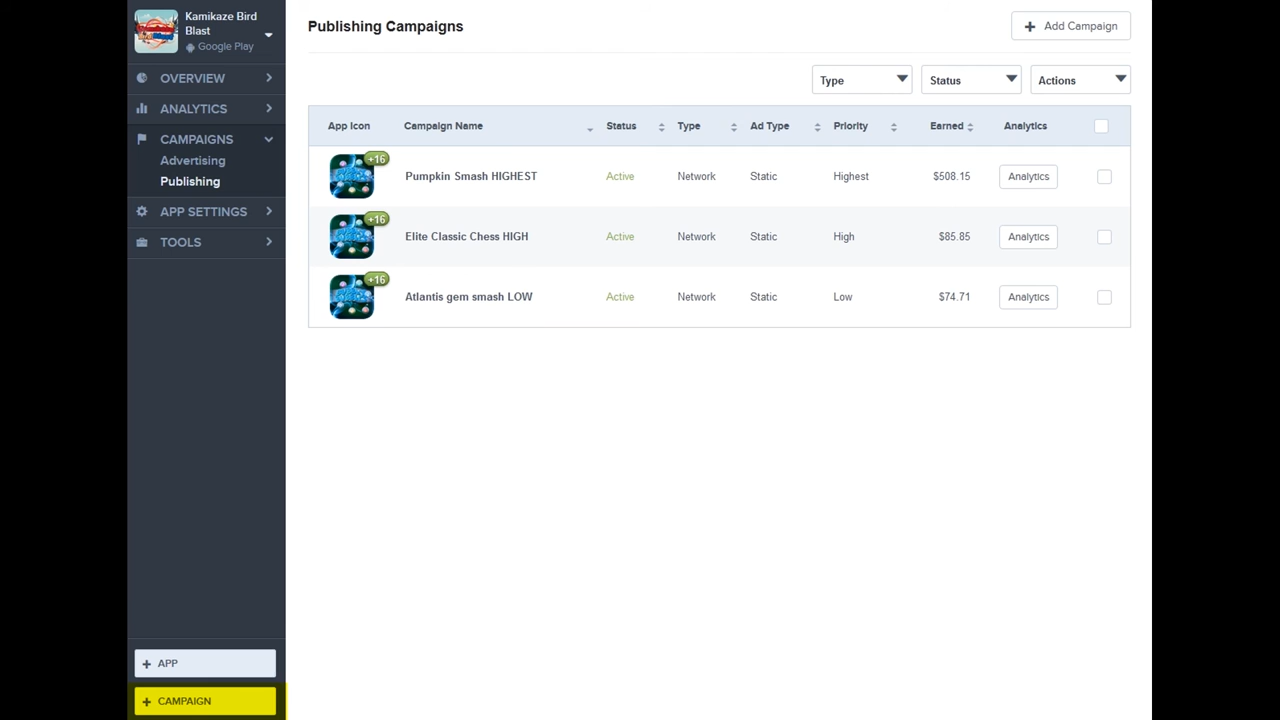 Kamikaze Bird
Blast
Google Play
OVERVIEW
ANALYTICS
CAMPAIGNS
Advertising
Publishing
APP SETTINGS
TOOLS
+ APP
+ CAMPAIGN
Publishing Campaigns
+ Add Campaign
Type Status Actions
App Icon Campaign Name Status Type Ad Type Priority Earned Analytics
+16 Pumpkin Smash HIGHEST Active Network Static Highest $508.15 Analytics
+16 Elite Classic Chess HIGH Active Network Static High $85.85 Analytics
+16 Atlantis gem smash LOW Active Network Static Low $74.71 Analytics